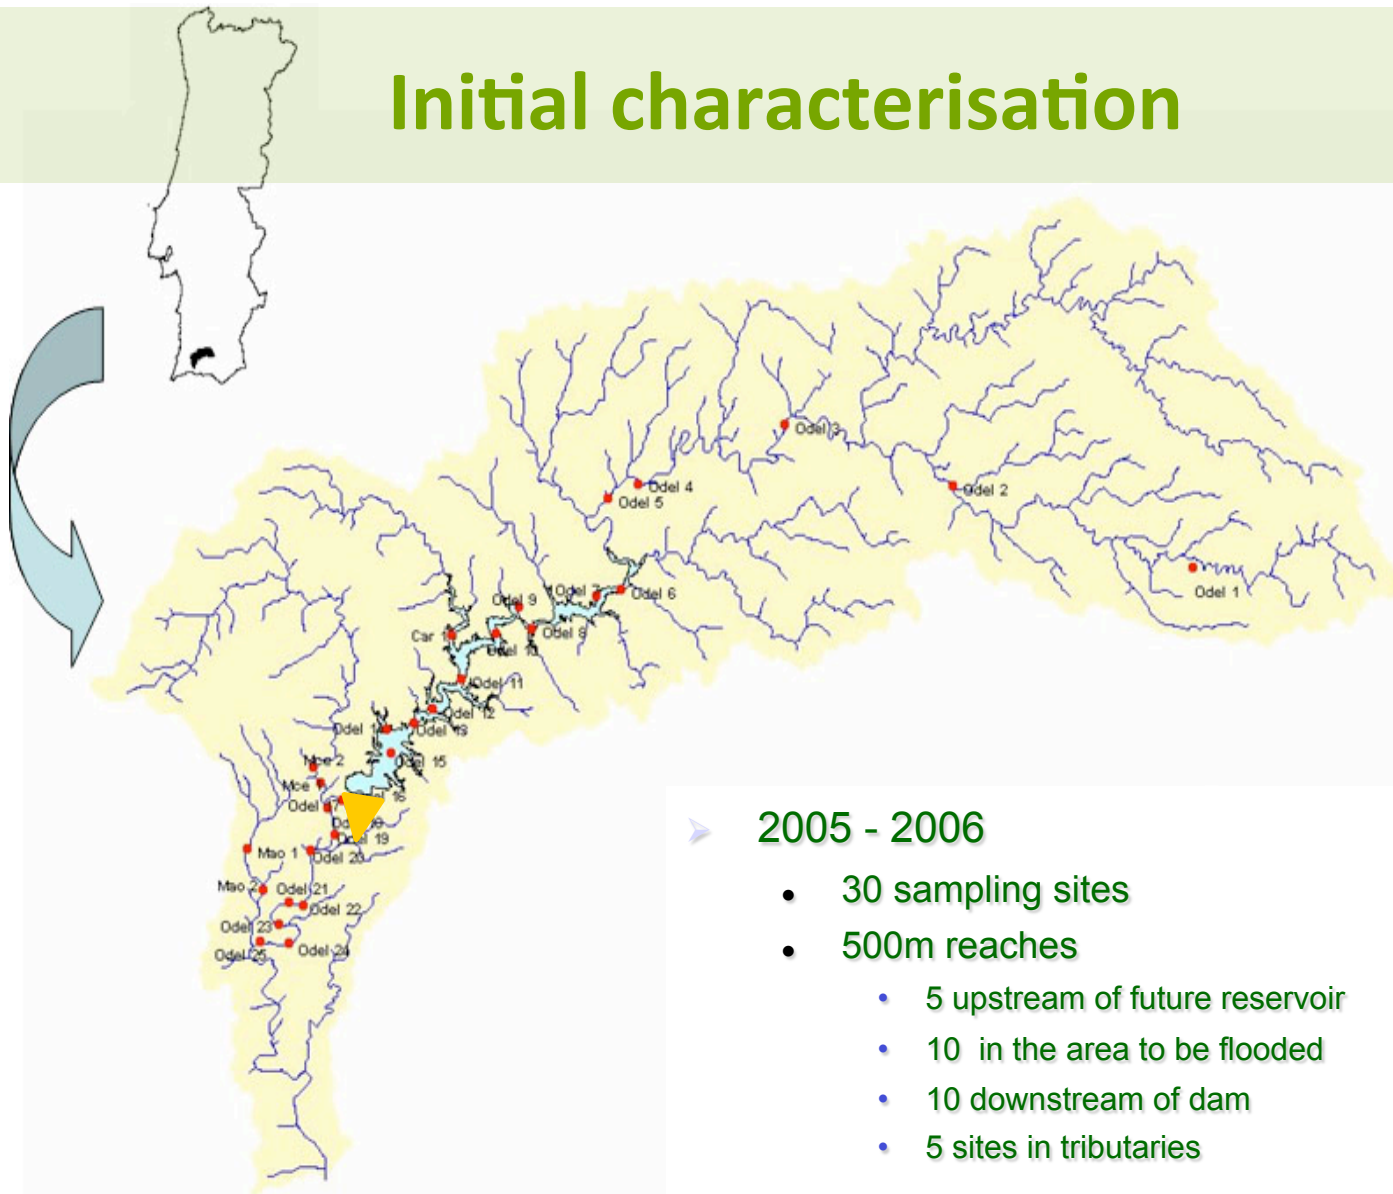 Initial characterisation
Odel 3
Odel 4
Odel 5
Odel 2
Odel 1
Odel 7
Odel 6
Odel 9
Odel 8
Car 1
Odel 10
Odel 11
Odel 12
Odel 13
Odel 15
Mce 2
Mce 1
Odel 17
Odel 19
Mao 1
Odel 20
Mao 2
Odel 21
Odel 22
Odel 23
Odel 24
Odel 25
2005 - 2006
30 sampling sites
500m reaches
5 upstream of future reservoir
10 in the area to be flooded
10 downstream of dam
5 sites in tributaries